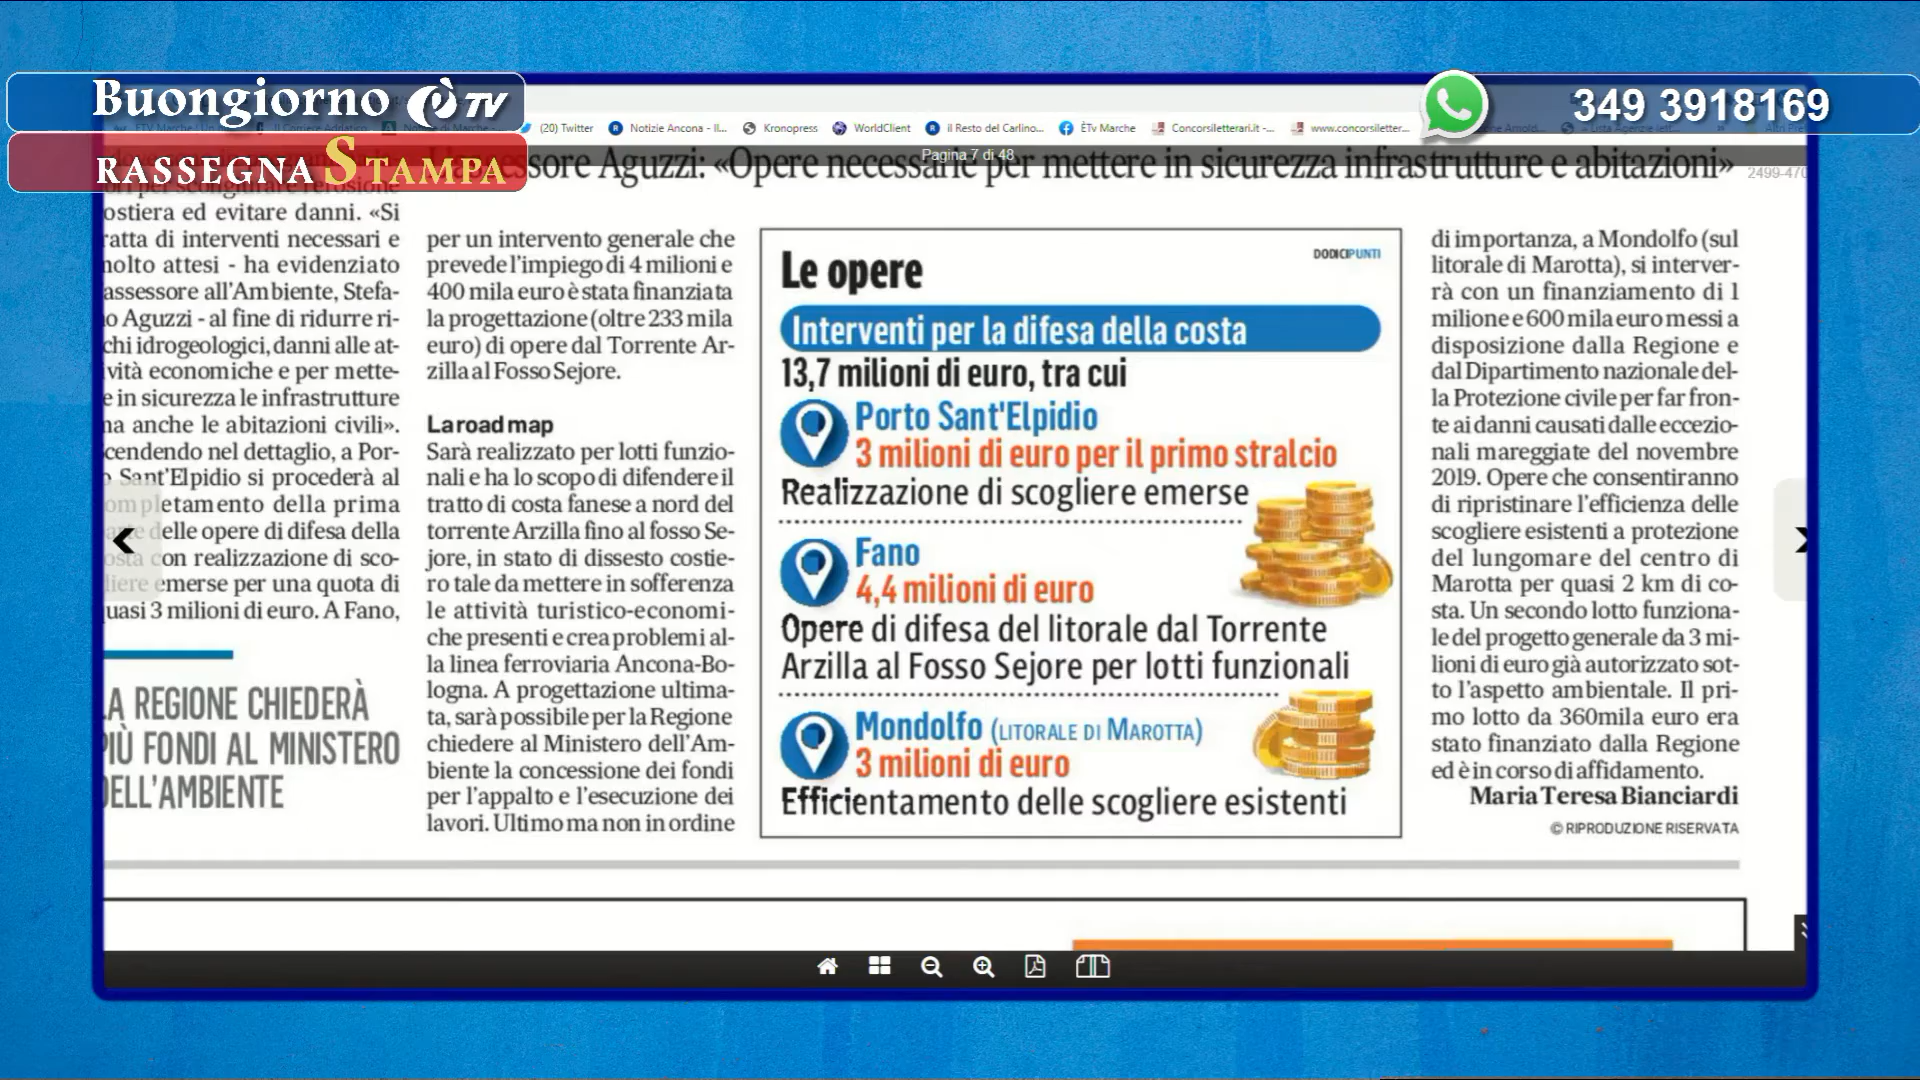 Buongiorno èTV
RASSEGNA STAMPA
349 3918169
(20) Twitter
Notizie Ancona - Il...
Kronopress
WorldClient
il Resto del Carlino...
ÈTv Marche
Concorsiletterari.it -...
www.concorsiletter...
Pagina 7 di 48
ssore Aguzzi: «Opere necessarie per mettere in sicurezza infrastrutture e abitazioni»
2499-470
ostiera ed evitare danni. «Si
ratta di interventi necessari e
molto attesi - ha evidenziato
assessore all'Ambiente, Stefa-
o Aguzzi - al fine di ridurre ri-
chi idrogeologici, danni alle at-
ività economiche e per mette-
e in sicurezza le infrastrutture
ma anche le abitazioni civili».
cendendo nel dettaglio, a Por-
o Sant'Elpidio si procederà al
ompletamento della prima
arte delle opere di difesa della
osta con realizzazione di sco-
liere emerse per una quota di
quasi 3 milioni di euro. A Fano,
LA REGIONE CHIEDERÀ
PIÙ FONDI AL MINISTERO
DELL'AMBIENTE
per un intervento generale che
prevede l'impiego di 4 milioni e
400 mila euro è stata finanziata
la progettazione (oltre 233 mila
euro) di opere dal Torrente Ar-
zilla al Fosso Sejore.
La road map
Sarà realizzato per lotti funzio-
nali e ha lo scopo di difendere il
tratto di costa fanese a nord del
torrente Arzilla fino al fosso Se-
jore, in stato di dissesto costie-
ro tale da mettere in sofferenza
le attività turistico-economi-
che presenti e crea problemi al-
la linea ferroviaria Ancona-Bo-
logna. A progettazione ultima-
ta, sarà possibile per la Regione
chiedere al Ministero dell'Am-
biente la concessione dei fondi
per l'appalto e l'esecuzione dei
lavori. Ultimo ma non in ordine
DODICIPUNTI
Le opere
Interventi per la difesa della costa
13,7 milioni di euro, tra cui
Porto Sant'Elpidio
3 milioni di euro per il primo stralcio
Realizzazione di scogliere emerse
Fano
4,4 milioni di euro
Opere di difesa del litorale dal Torrente
Arzilla al Fosso Sejore per lotti funzionali
Mondolfo (LITORALE DI MAROTTA)
3 milioni di euro
Efficientamento delle scogliere esistenti
di importanza, a Mondolfo (sul
litorale di Marotta), si interver-
rà con un finanziamento di 1
milione e 600 mila euro messi a
disposizione dalla Regione e
dal Dipartimento nazionale del-
la Protezione civile per far fron-
te ai danni causati dalle eccezio-
nali mareggiate del novembre
2019. Opere che consentiranno
di ripristinare l'efficienza delle
scogliere esistenti a protezione
del lungomare del centro di
Marotta per quasi 2 km di co-
sta. Un secondo lotto funziona-
le del progetto generale da 3 mi-
lioni di euro già autorizzato sot-
to l'aspetto ambientale. Il pri-
mo lotto da 360mila euro era
stato finanziato dalla Regione
ed è in corso di affidamento.
Maria Teresa Bianciardi
© RIPRODUZIONE RISERVATA